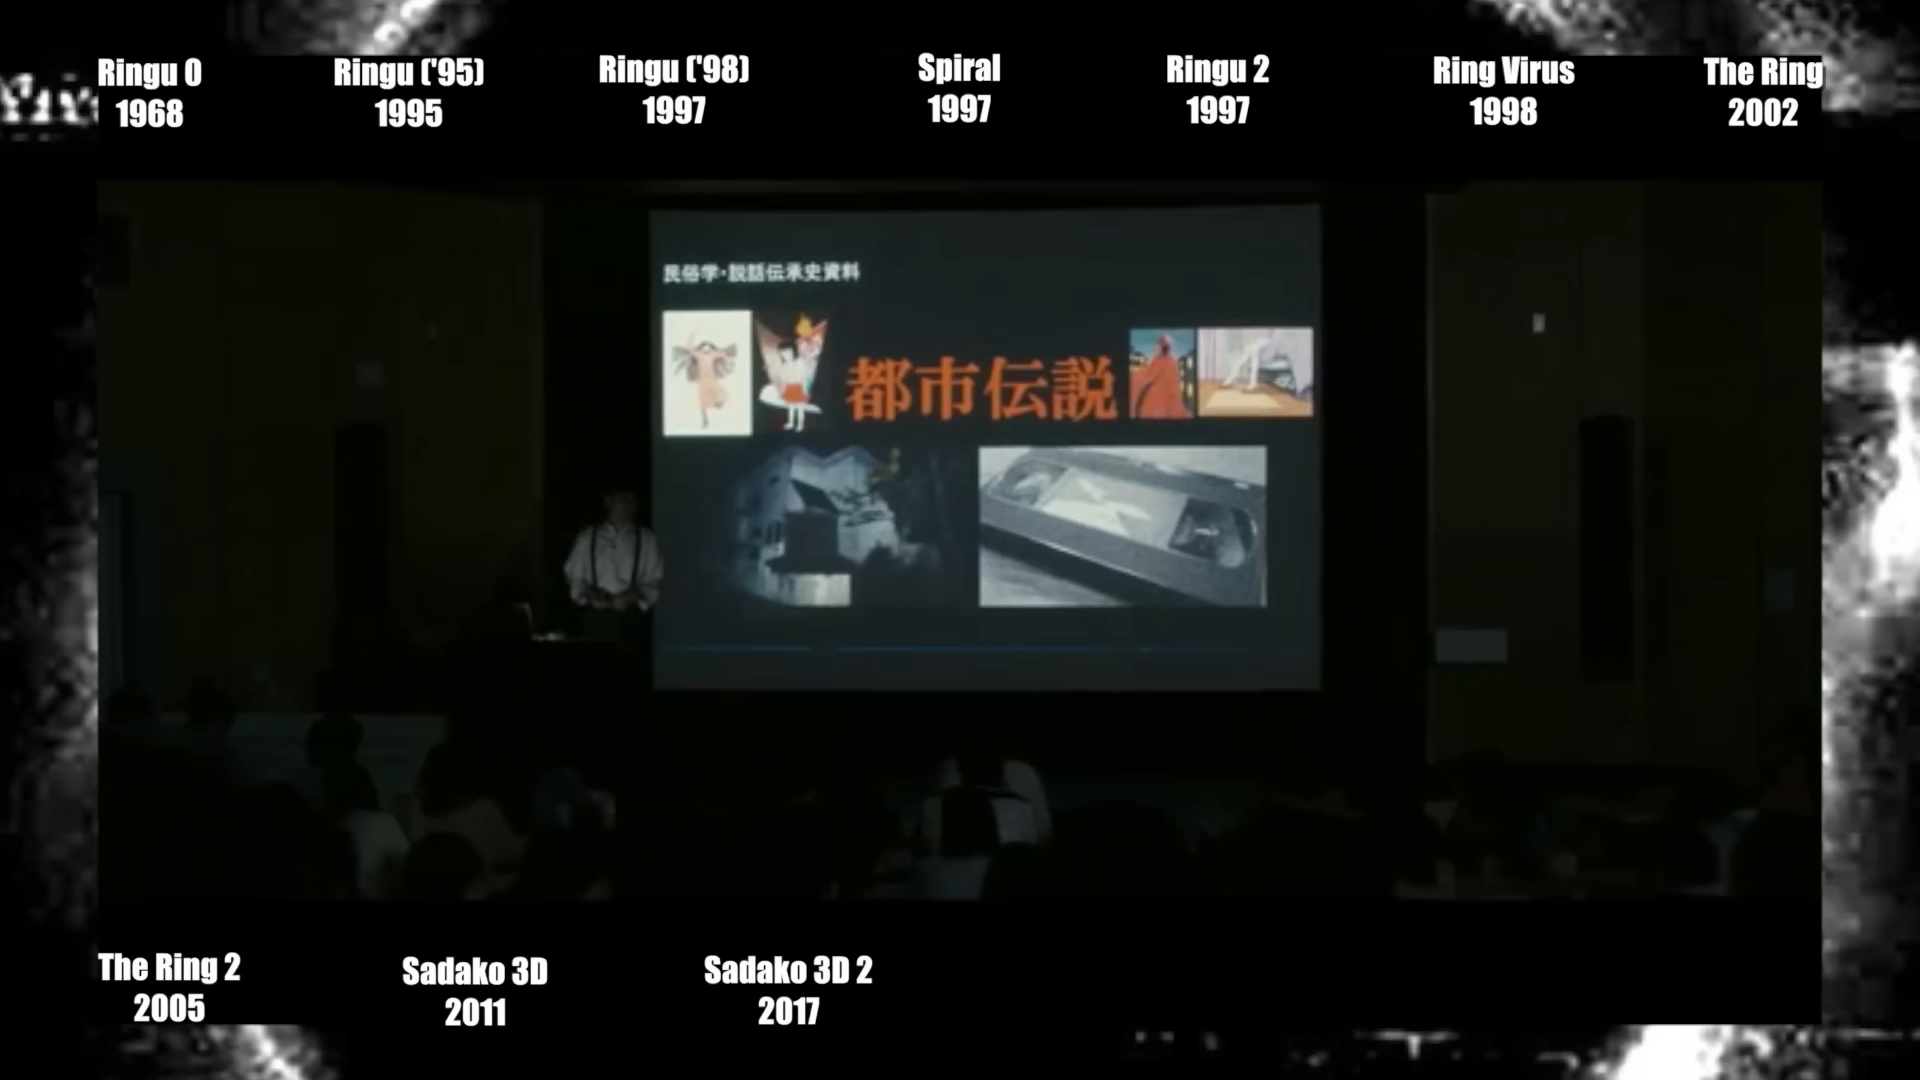 Ringu 0
1968
Ringu ('95)
1995
Ringu ('98)
1997
Spiral
1997
Ringu 2
1997
Ring Virus
1998
The Ring
2002
民俗学・説話伝承史資料
都市伝説
The Ring 2
2005
Sadako 3D
2011
Sadako 3D 2
2017